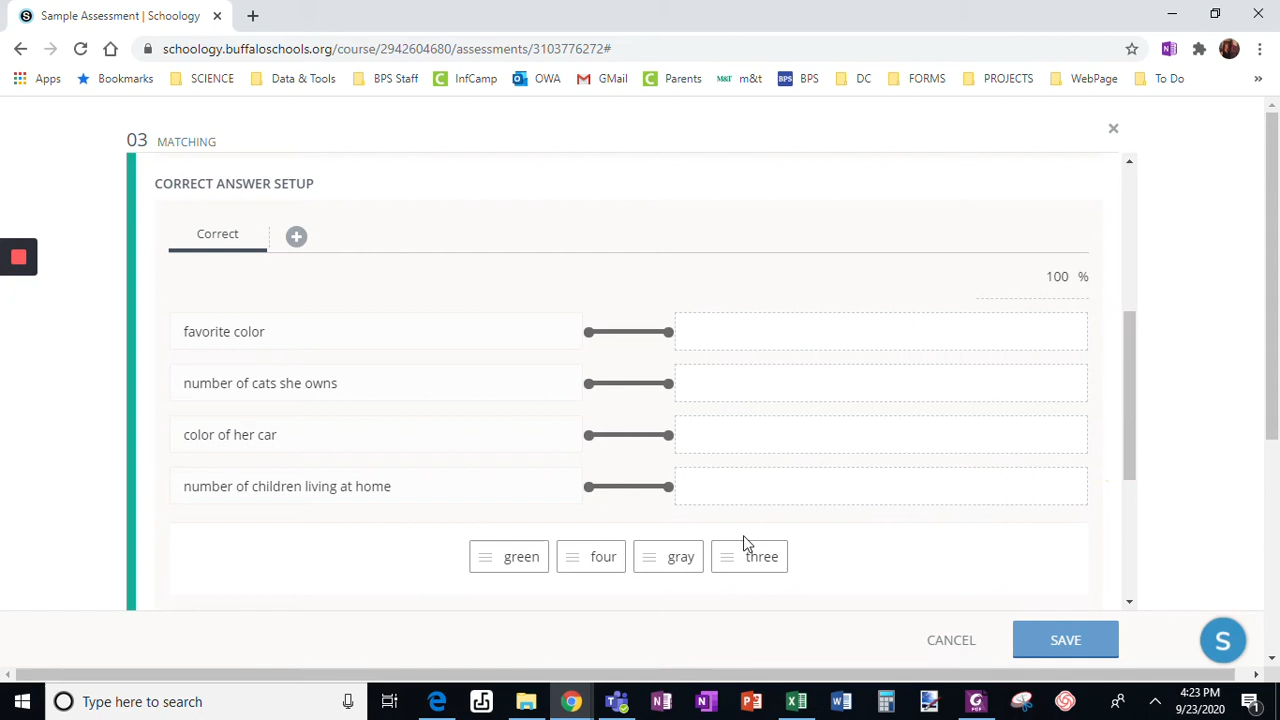 Sample Assessment | Schoology
schoology.buffaloschools.org/course/2942604680/assessments/3103776272#
Apps Bookmarks SCIENCE Data & Tools BPS Staff InfCamp OWA GMail Parents m&t BPS DC FORMS PROJECTS WebPage To Do
03 MATCHING
CORRECT ANSWER SETUP
Correct
100 %
favorite color
number of cats she owns
color of her car
number of children living at home
green four gray three
CANCEL SAVE
S
Type here to search
4:23 PM
9/23/2020